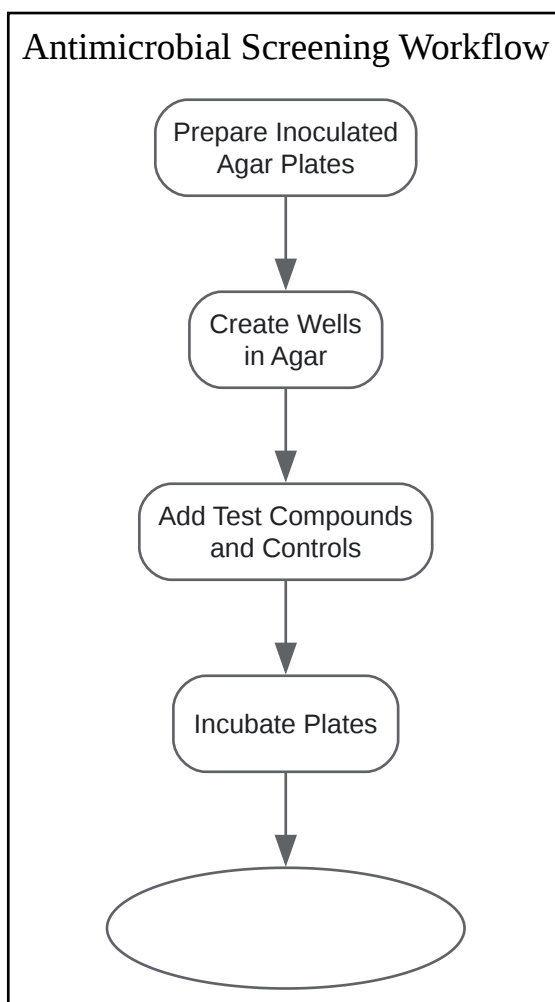 Antimicrobial Screening Workflow
Prepare Inoculated
Agar Plates
Create Wells
in Agar
Add Test Compounds
and Controls
Incubate Plates